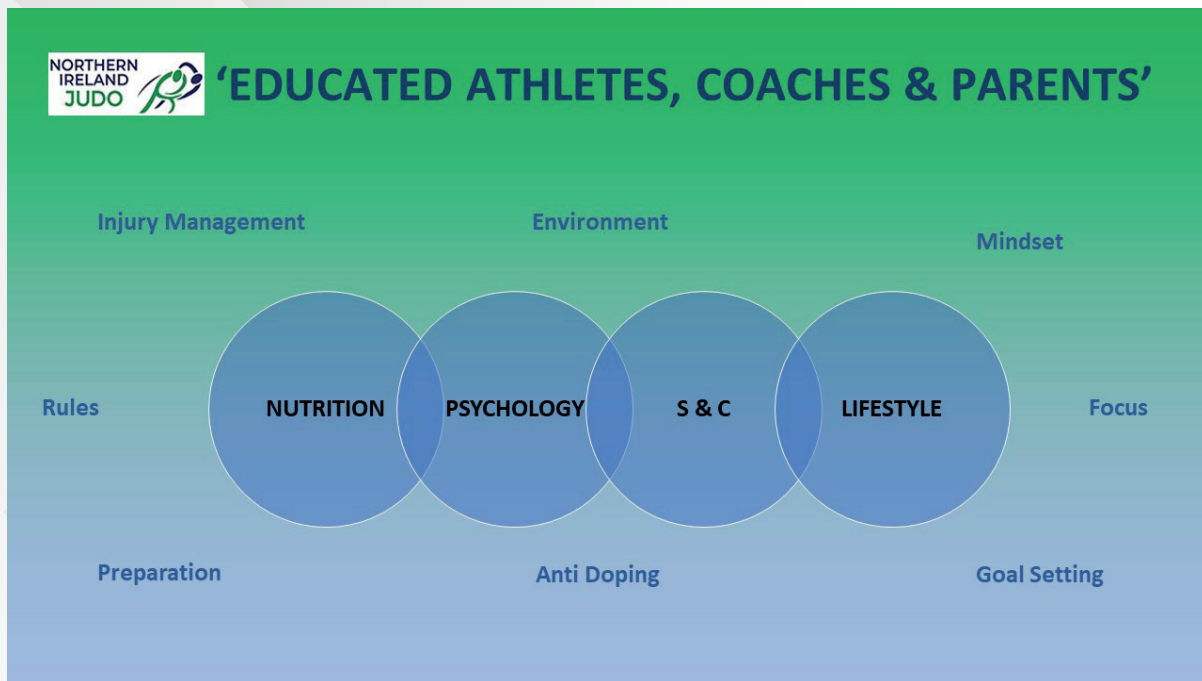 NORTHERN
IRELAND
JUDO
‘EDUCATED ATHLETES, COACHES & PARENTS’
Injury Management
Environment
Mindset
Rules
NUTRITION
PSYCHOLOGY
S & C
LIFESTYLE
Focus
Preparation
Anti Doping
Goal Setting